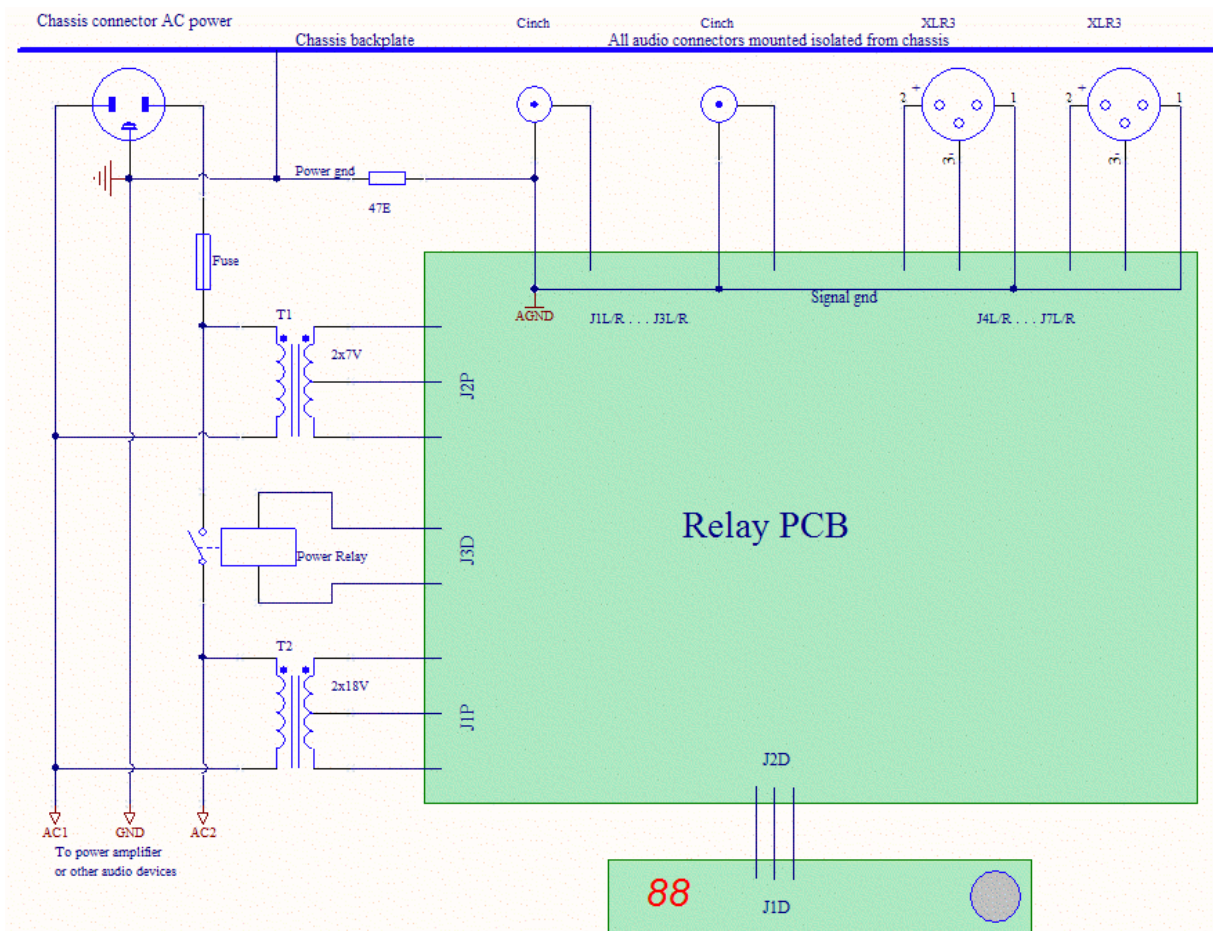 Chassis connector AC power
Cinch
Cinch
XLR3
XLR3
Chassis backplate
All audio connectors mounted isolated from chassis
2
+
1
2
+
1
3
3
Power gnd
47E
Fuse
Signal gnd
AGND
J1L/R . . . J3L/R
J4L/R . . . J7L/R
T1
2x7V
J2P
Relay PCB
Power Relay
J3D
T2
2x18V
J1P
J2D
AC1
GND
AC2
To power amplifier
or other audio devices
88
J1D